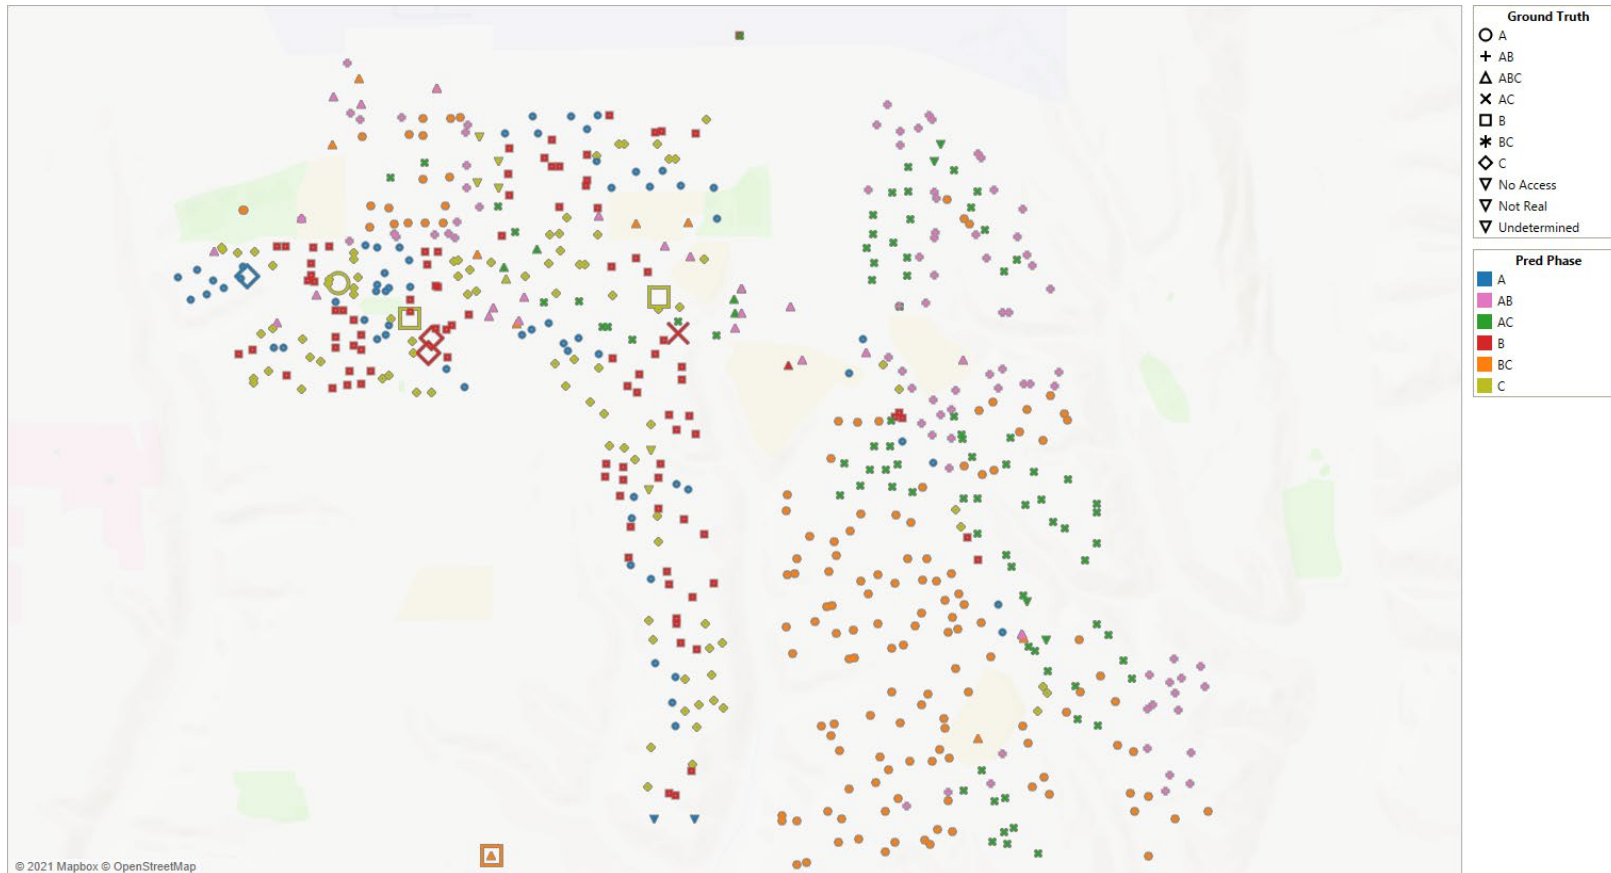 Ground Truth
A
AB
ABC
AC
B
BC
C
No Access
Not Real
Undetermined
Pred Phase
A
AB
AC
B
BC
C
© 2021 Mapbox © OpenStreetMap